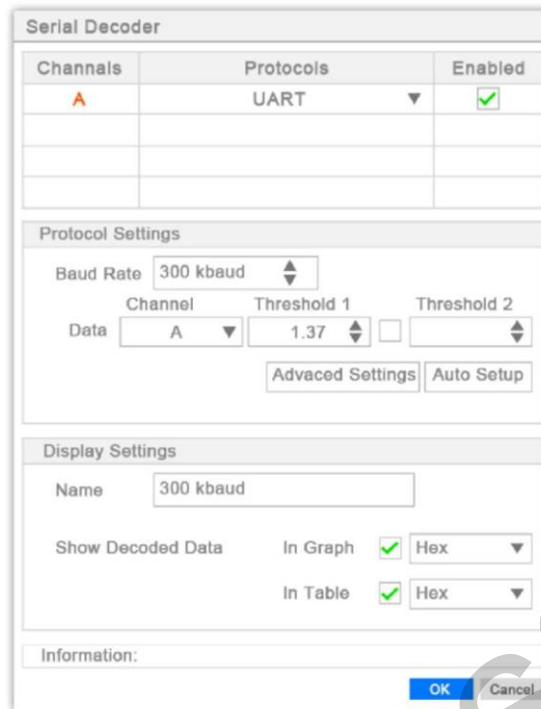 Serial Decoder
Channals Protocols Enabled
A UART
Protocol Settings
Baud Rate 300 kbaud
Channel Threshold 1 Threshold 2
Data A 1.37
Advaced Settings Auto Setup
Display Settings
Name 300 kbaud
Show Decoded Data In Graph Hex
In Table Hex
Information:
OK Cancel